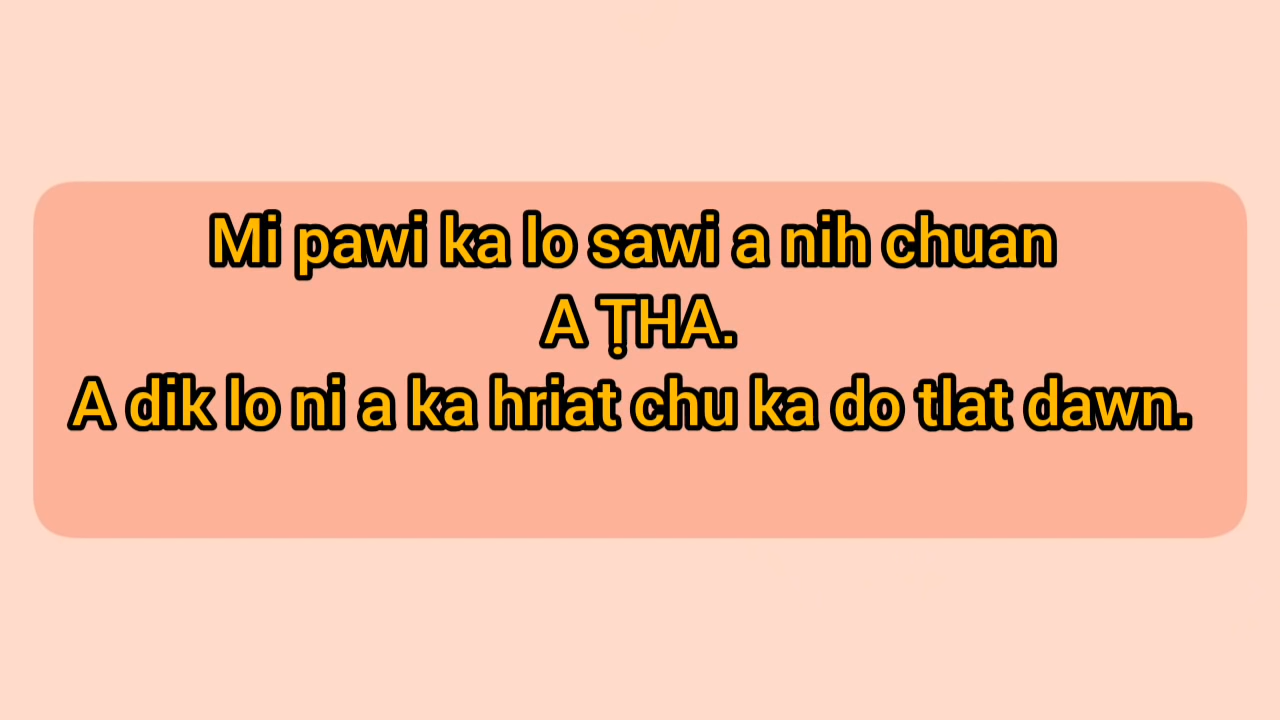 Mi pawi ka lo sawi a nih chuan
A ṬHA.
A dik lo ni a ka hriat chu ka do tlat dawn.